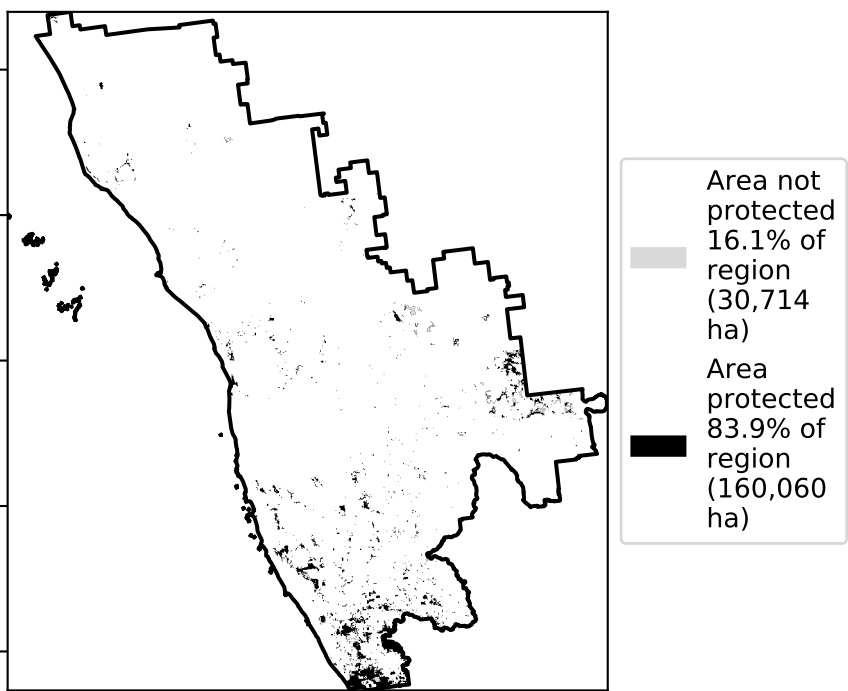 Area not
protected
16.1% of
region
(30,714
ha)
Area
protected
83.9% of
region
(160,060
ha)